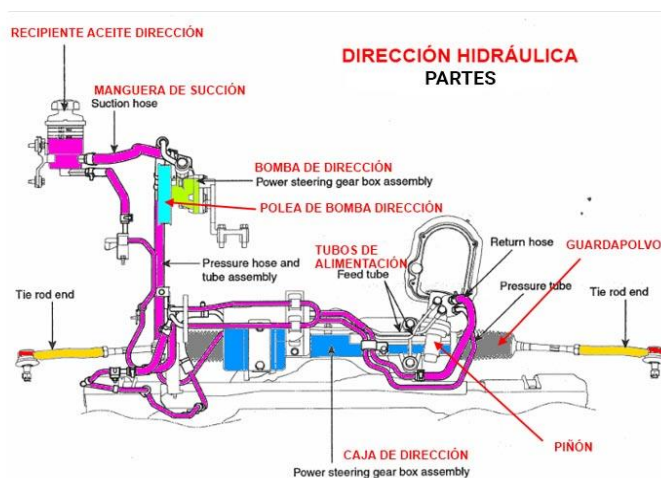 RECIPIENTE ACEITE DIRECCIÓN
DIRECCIÓN HIDRÁULICA
PARTES
MANGUERA DE SUCCIÓN
Suction hose
BOMBA DE DIRECCIÓN
Power steering gear box assembly
POLEA DE BOMBA DIRECCIÓN
TUBOS DE
ALIMENTACIÓN
Feed tube
Return hose
GUARDAPOLVO
Pressure hose and
tube assembly
Pressure tube
Tie rod end
Tie rod end
PIÑÓN
CAJA DE DIRECCIÓN
Power steering gear box assembly